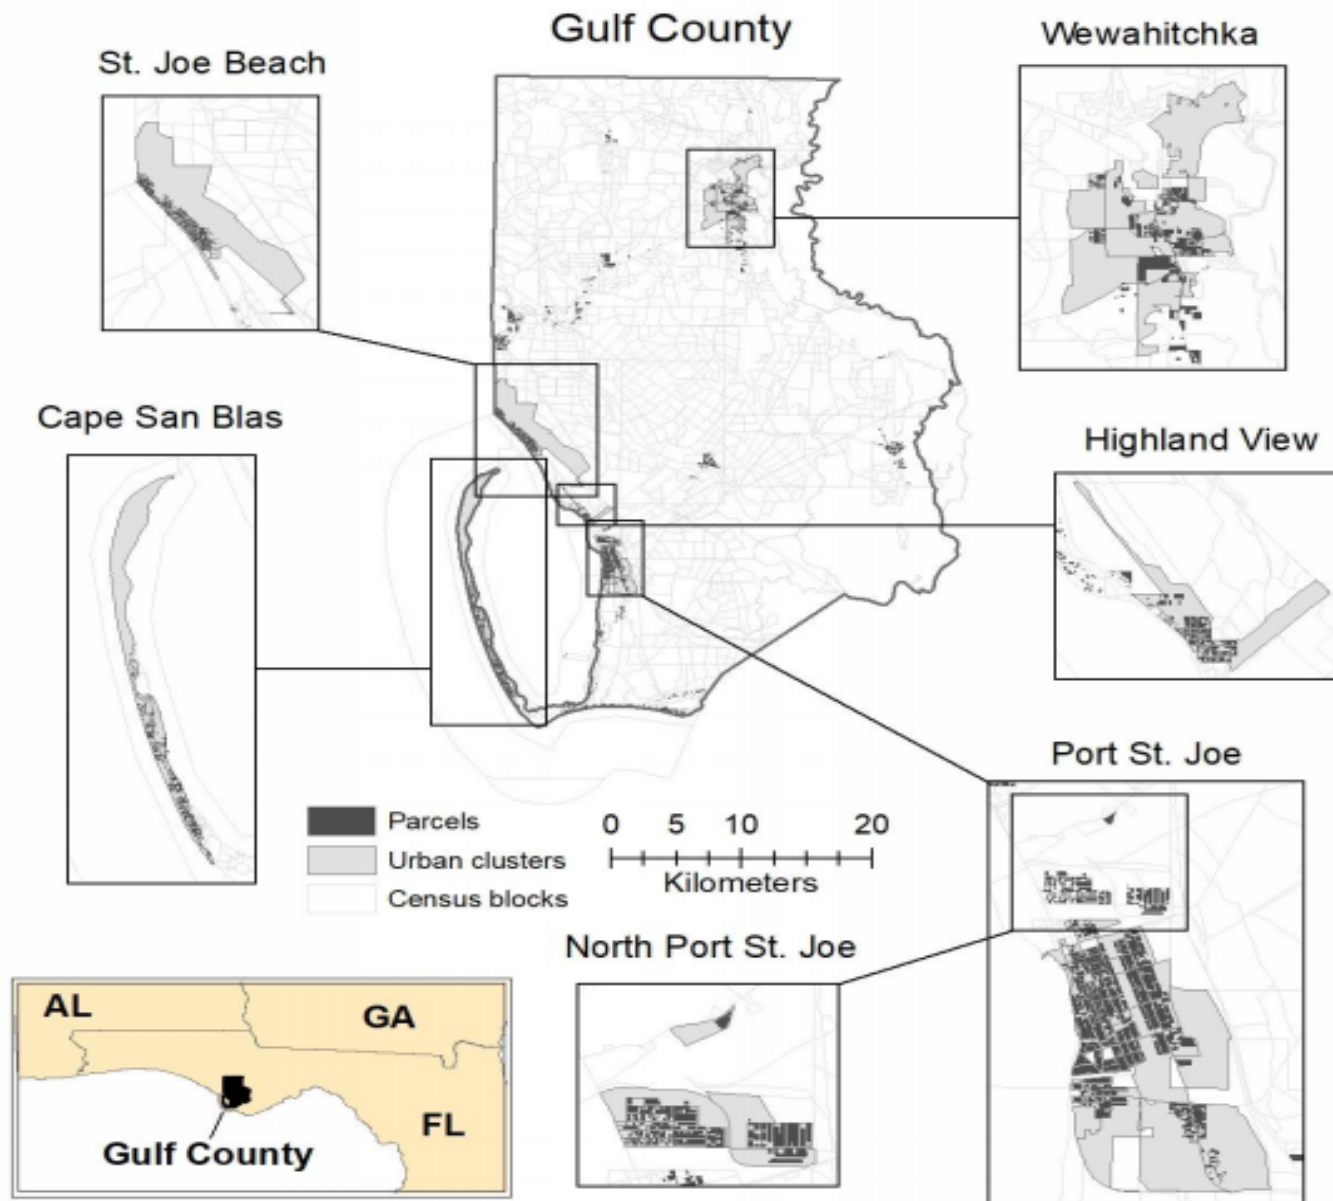 Gulf County
Wewahitchka
St. Joe Beach
Cape San Blas
Highland View
Port St. Joe
Parcels
Urban clusters
Census blocks
0 5 10 20
Kilometers
North Port St. Joe
AL
GA
FL
Gulf County